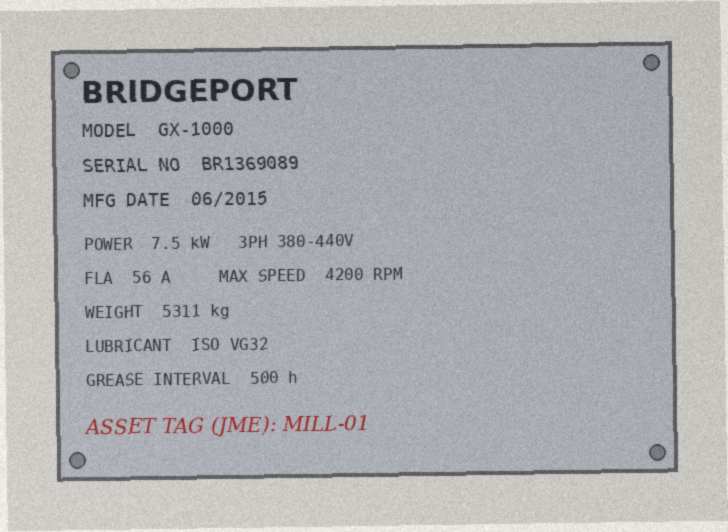 BRIDGEPORT
MODEL GX-1000
SERIAL NO BR1369089
MFG DATE 06/2015
POWER 7.5 kW 3PH 380-440V
FLA 56 A MAX SPEED 4200 RPM
WEIGHT 5311 kg
LUBRICANT ISO VG32
GREASE INTERVAL 500 h
ASSET TAG (JME): MILL-01